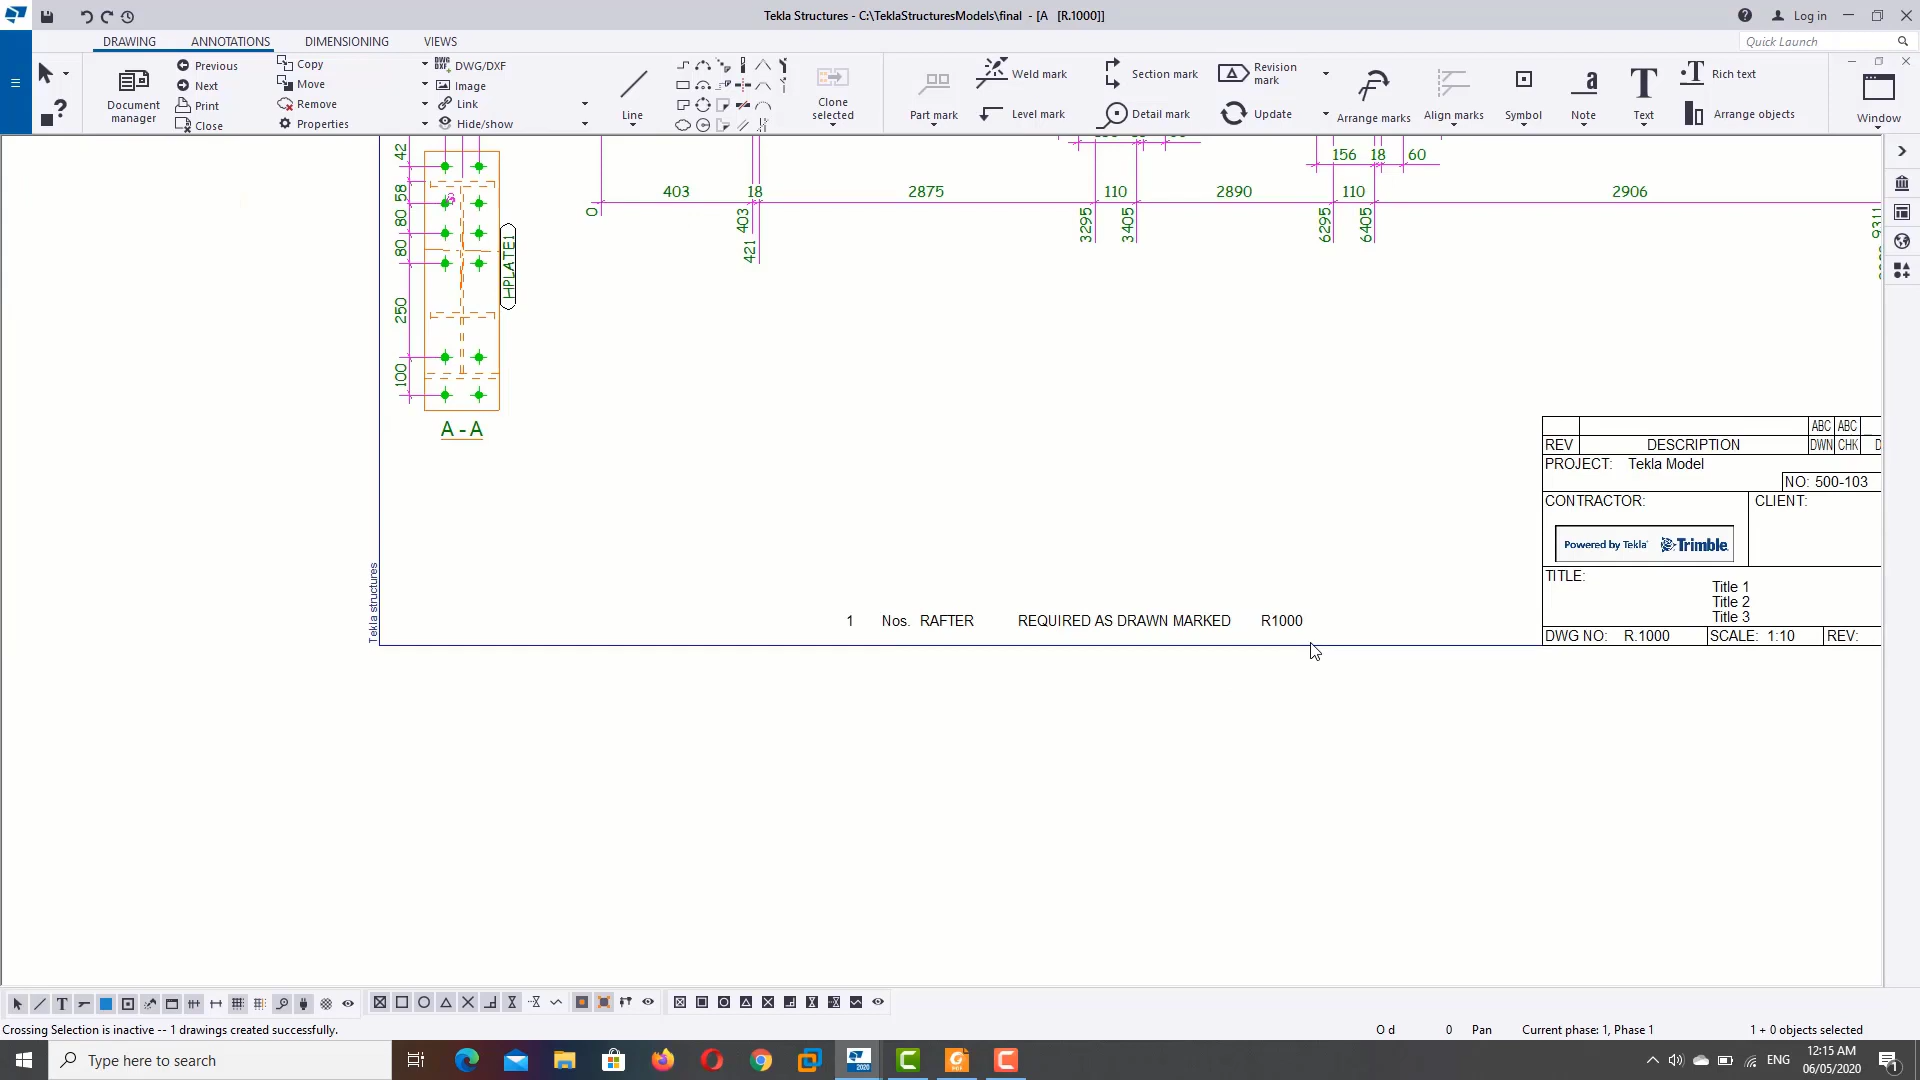 Tekla Structures - C:\TeklaStructuresModels\final - [A [R.1000]]
Log in
DRAWING ANNOTATIONS DIMENSIONING VIEWS
Quick Launch
Document manager
Previous
Next
Print
Close
Copy
Move
Remove
Properties
DWG/DXF
Image
Link
Hide/show
Line
Clone selected
Part mark
Weld mark
Level mark
Section mark
Detail mark
Revision mark
Update
Arrange marks
Align marks
Symbol
Note
Text
Rich text
Arrange objects
Window
42
58
80
80
250
100
HPLATE1
A - A
156 18 60
403 18 2875 110 2890 110 2906
0
403
421
3295
3405
6295
6405
9311
ABC ABC
REV DESCRIPTION DWN CHK
PROJECT: Tekla Model
NO: 500-103
CONTRACTOR: CLIENT:
Powered by Tekla Trimble
TITLE:
Title 1
Title 2
Title 3
DWG NO: R.1000 SCALE: 1:10 REV:
Tekla structures
1 Nos. RAFTER REQUIRED AS DRAWN MARKED R1000
Crossing Selection is inactive -- 1 drawings created successfully.
O d 0 Pan Current phase: 1, Phase 1 1 + 0 objects selected
Type here to search
ENG
12:15 AM
06/05/2020